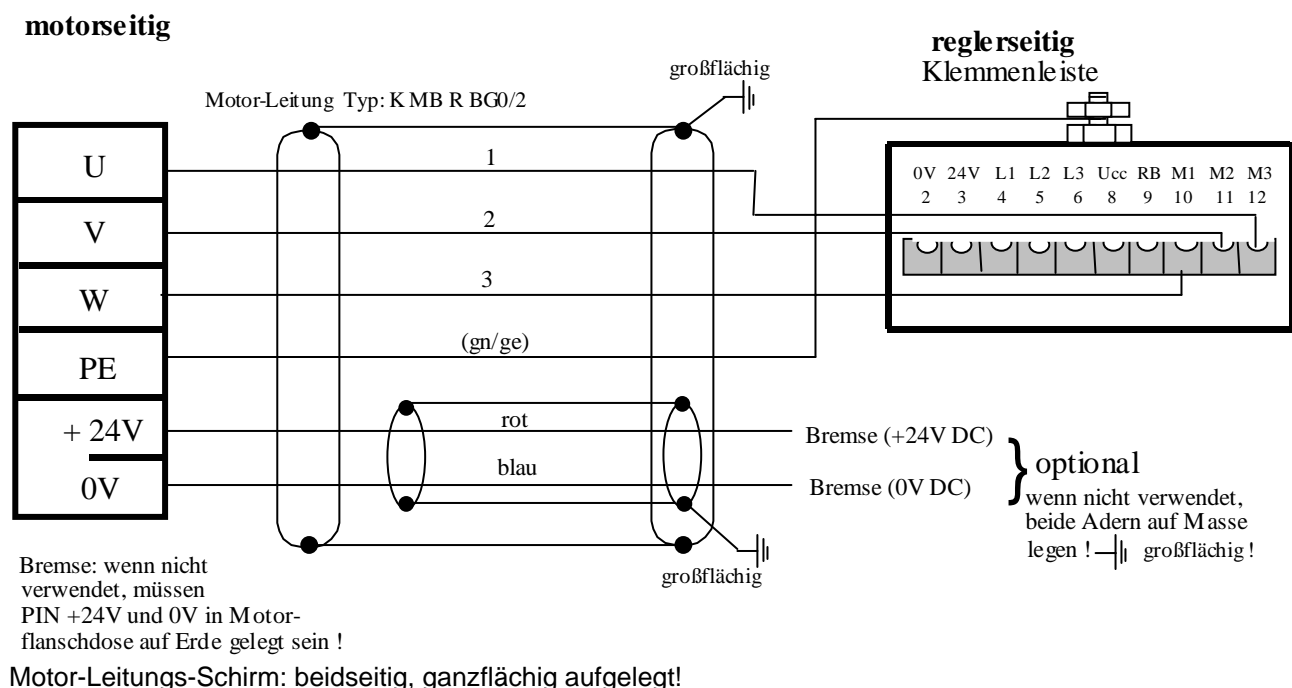 motorseitig
reglerseitig
Klemmenleiste
großflächig
Motor-Leitung Typ: KMB R BG0/2
U
1
V
2
W
3
PE
(gn/ge)
+ 24V
rot
0V
blau
0V 24V L1 L2 L3 Ucc RB M1 M2 M3
2 3 4 5 6 8 9 10 11 12
Bremse (+24V DC)
Bremse (0V DC)
} optional
wenn nicht verwendet,
beide Adern auf Masse
legen ! großflächig !
großflächig
Bremse: wenn nicht
verwendet, müssen
PIN +24V und 0V in Motor-
flanschdose auf Erde gelegt sein !
Motor-Leitungs-Schirm: beidseitig, ganzflächig aufgelegt!